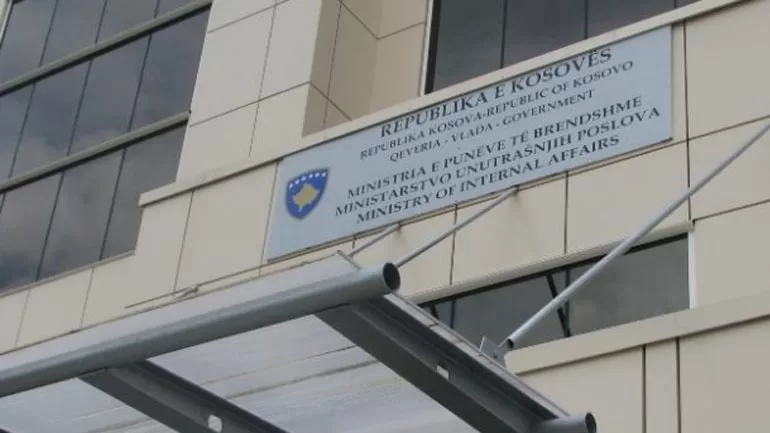 REPUBLIKA E KOSOVËS
REPUBLIKA KOSOVA-REPUBLIC OF KOSOVO
QEVERIA - VLADA - GOVERNMENT
MINISTRIA E PUNËVE TË BRENDSHME
MINISTARSTVO UNUTRAŠNJIH POSLOVA
MINISTRY OF INTERNAL AFFAIRS